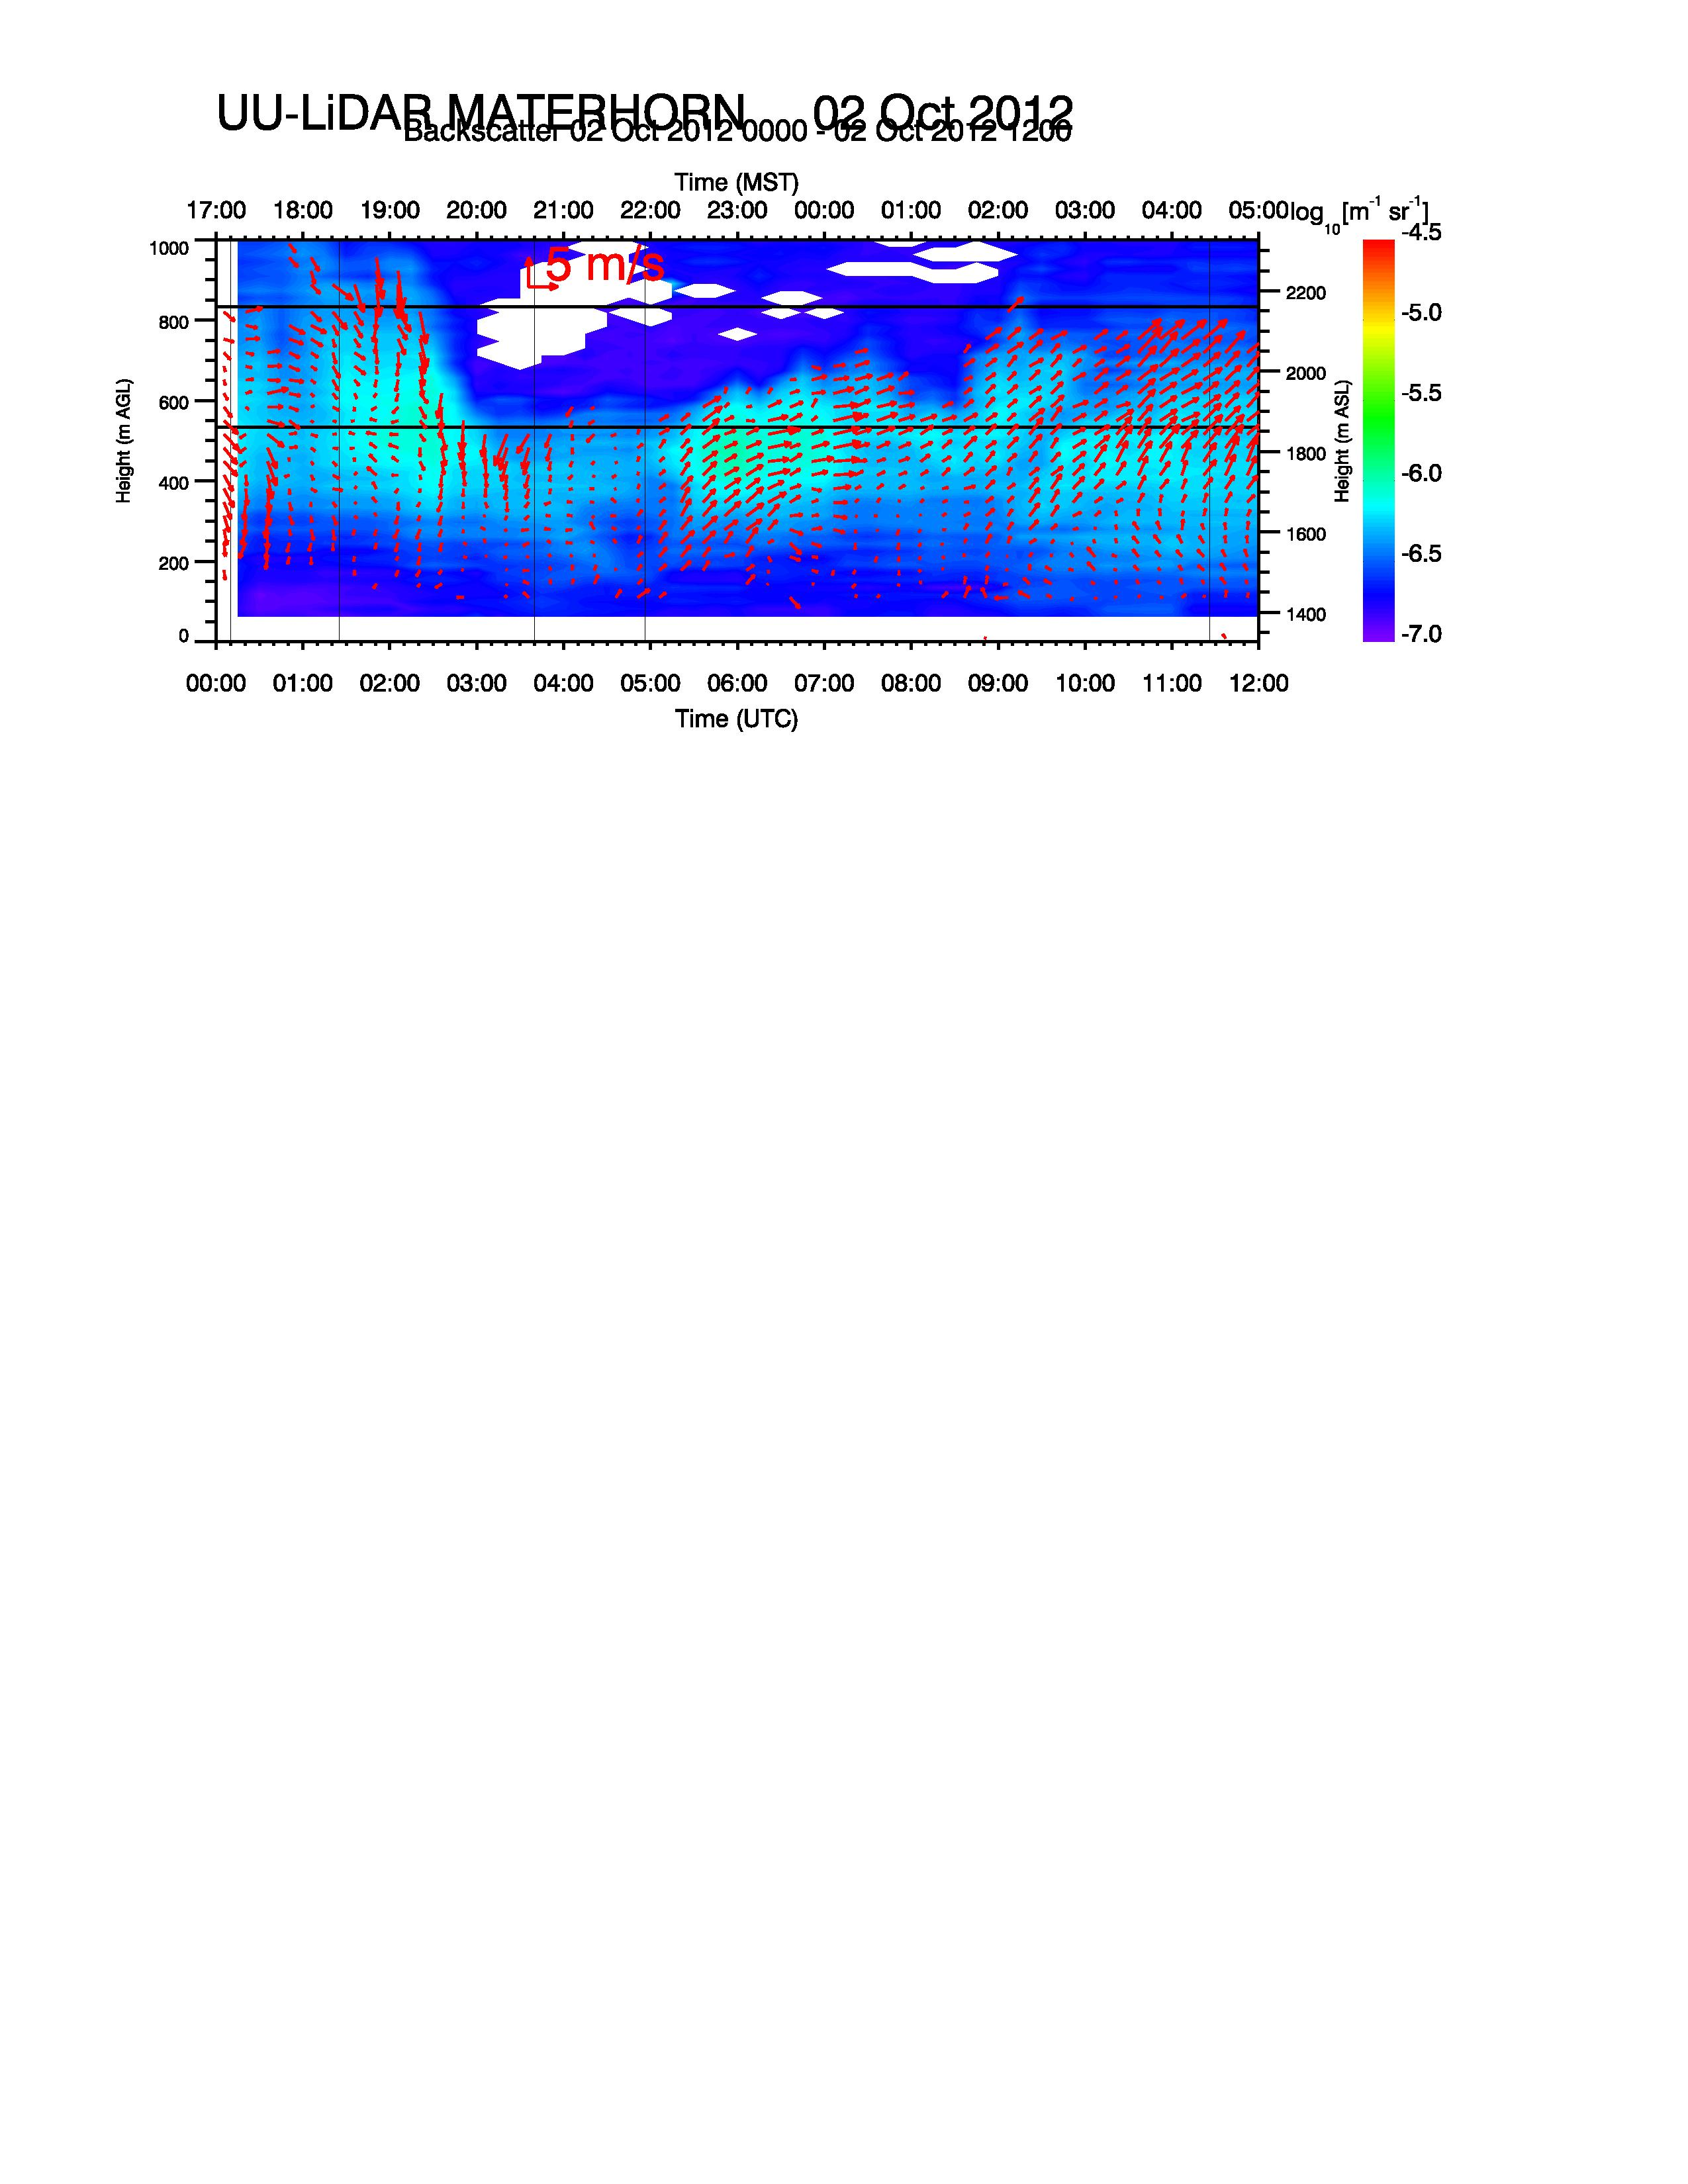 UU-LiDAR MATERHORN 02 Oct 2012
Backscatter 02 Oct 2012 0000 - 02 Oct 2012 1200
Time (MST)
17:00 18:00 19:00 20:00 21:00 22:00 23:00 00:00 01:00 02:00 03:00 04:00 05:00
log10 [m-1 sr-1]
5 m/s
Height (m AGL)
1000
800
600
400
200
0
Height (m ASL)
2200
2000
1800
1600
1400
-4.5
-5.0
-5.5
-6.0
-6.5
-7.0
00:00 01:00 02:00 03:00 04:00 05:00 06:00 07:00 08:00 09:00 10:00 11:00 12:00
Time (UTC)